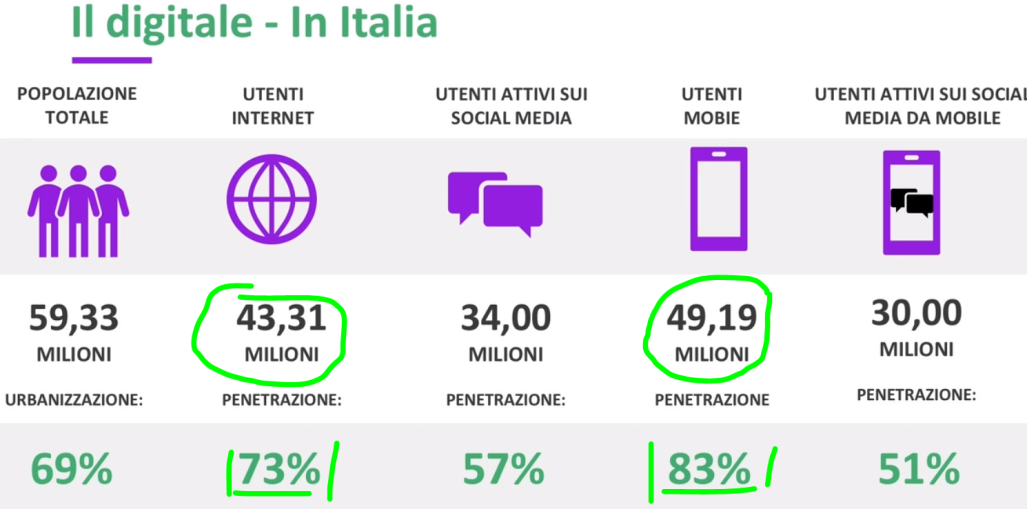 Il digitale - In Italia
POPOLAZIONE
TOTALE
UTENTI
INTERNET
UTENTI ATTIVI SUI
SOCIAL MEDIA
UTENTI
MOBIE
UTENTI ATTIVI SUI SOCIAL
MEDIA DA MOBILE
59,33
MILIONI
43,31
MILIONI
34,00
MILIONI
49,19
MILIONI
30,00
MILIONI
URBANIZZAZIONE:
PENETRAZIONE:
PENETRAZIONE:
PENETRAZIONE
PENETRAZIONE:
69%
73%
57%
83%
51%